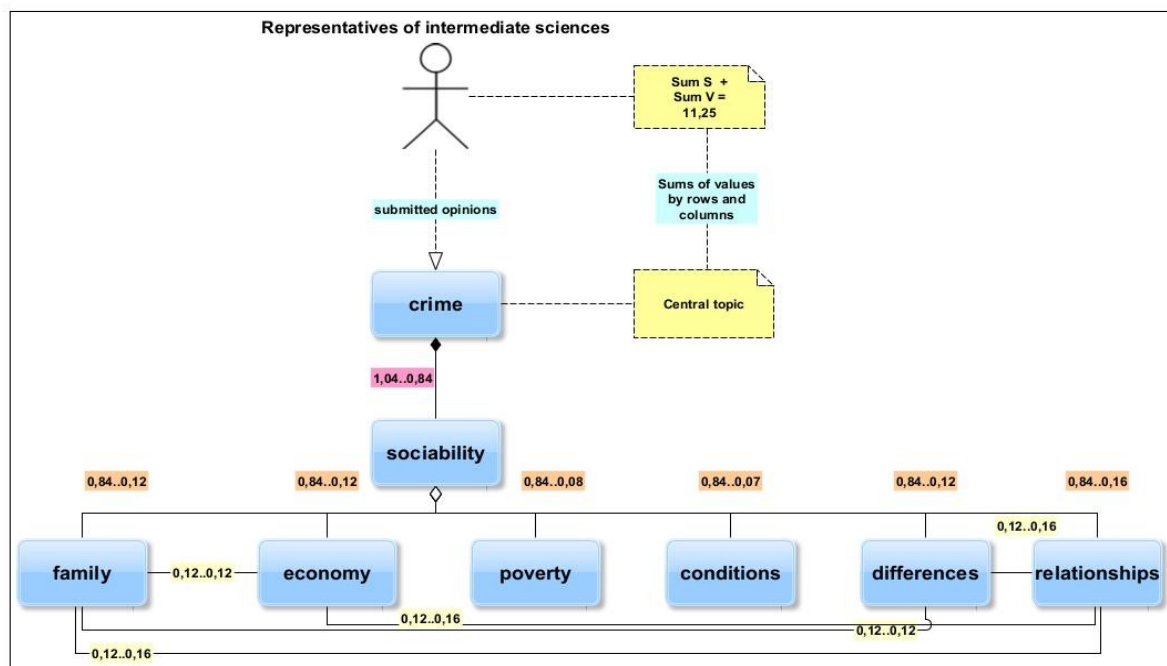 Representatives of intermediate sciences
Sum S +
Sum V =
11,25
submitted opinions
Sums of values
by rows and
columns
crime
Central topic
1,04..0,84
sociability
0,84..0,12
0,84..0,12
0,84..0,08
0,84..0,07
0,84..0,12
0,84..0,16
0,12..0,16
family
0,12..0,12
economy
poverty
conditions
differences
relationships
0,12..0,16
0,12..0,12
0,12..0,16